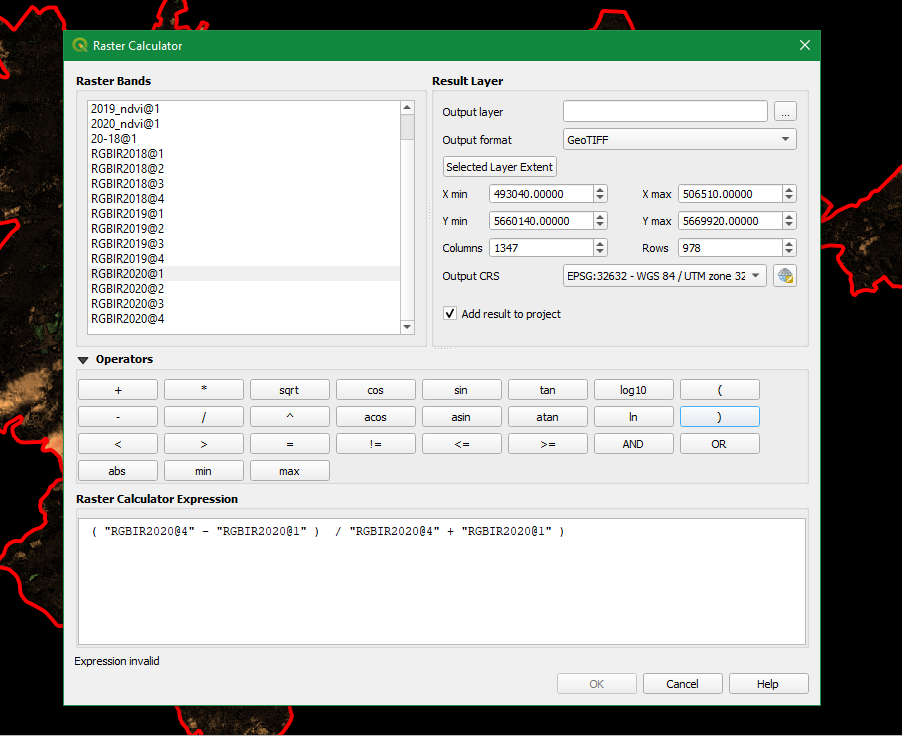 Raster Calculator
Raster Bands
2019_ndvi@1
2020_ndvi@1
20-18@1
RGBIR2018@1
RGBIR2018@2
RGBIR2018@3
RGBIR2018@4
RGBIR2019@1
RGBIR2019@2
RGBIR2019@3
RGBIR2019@4
RGBIR2020@1
RGBIR2020@2
RGBIR2020@3
RGBIR2020@4
Result Layer
Output layer ...
Output format GeoTIFF
Selected Layer Extent
X min 493040.00000 X max 506510.00000
Y min 5660140.00000 Y max 5669920.00000
Columns 1347 Rows 978
Output CRS EPSG:32632 - WGS 84 / UTM zone 32
Add result to project
Operators
+ * sqrt cos sin tan log10 (
- / ^ acos asin atan ln )
< > = != <= >= AND OR
abs min max
Raster Calculator Expression
( "RGBIR2020@4" - "RGBIR2020@1" )  / "RGBIR2020@4" + "RGBIR2020@1" )
Expression invalid
OK Cancel Help